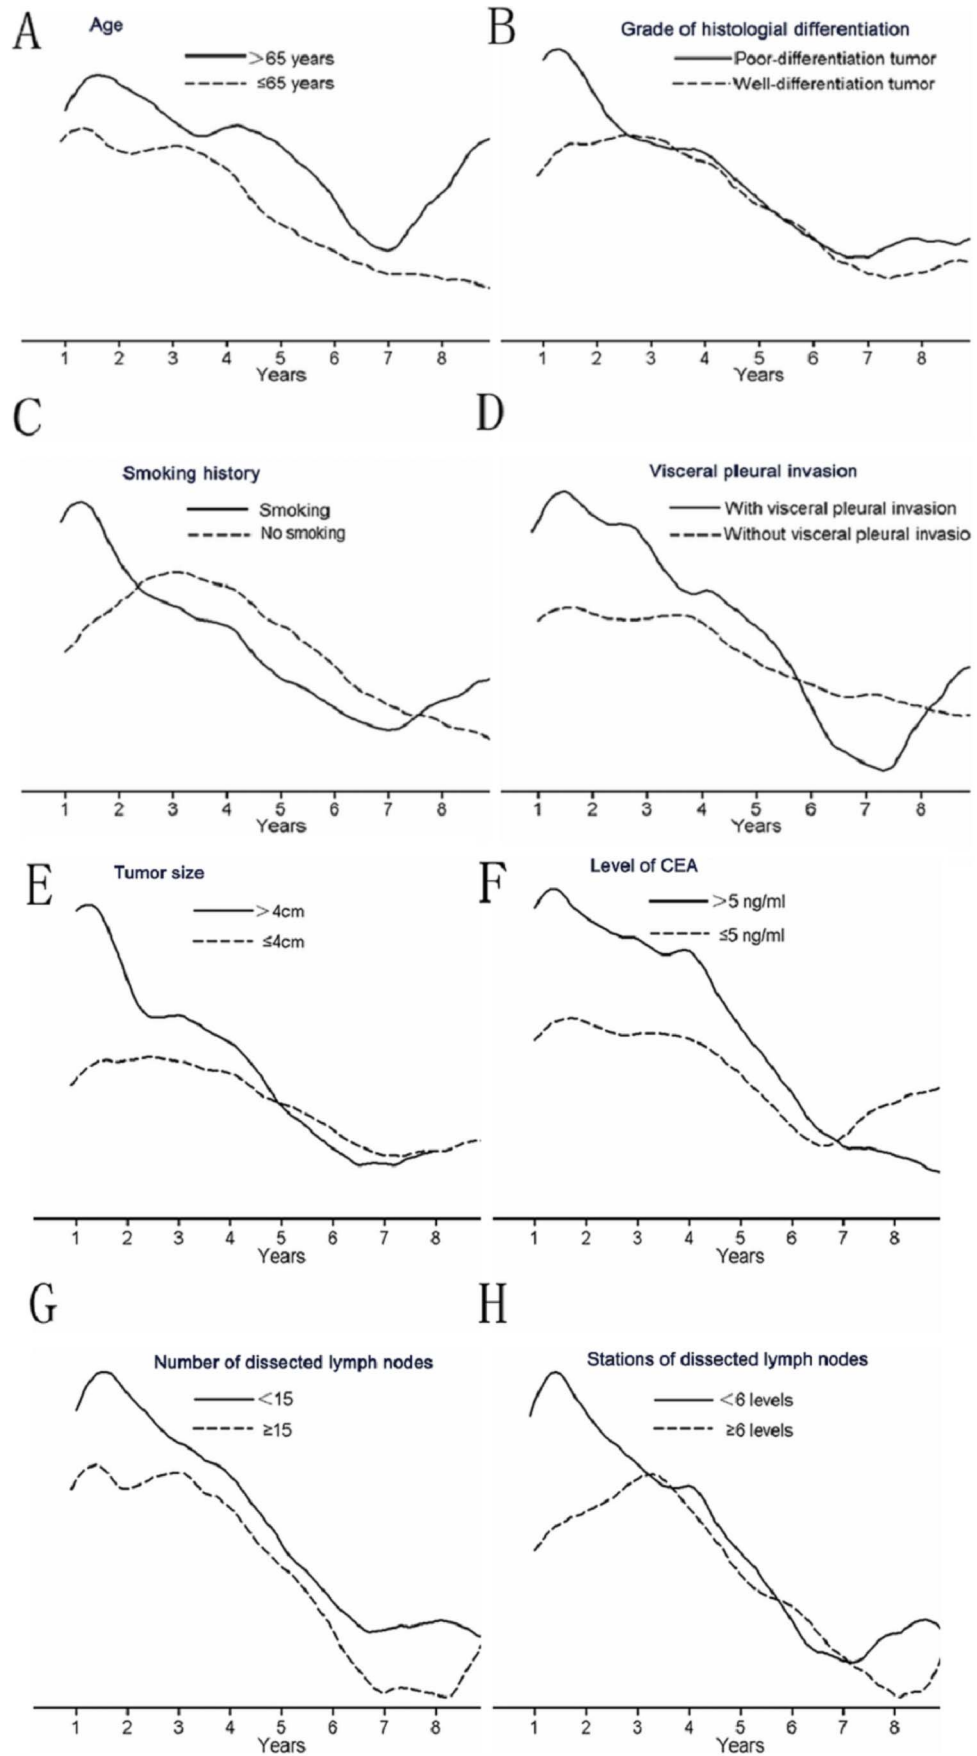 A
Age
>65 years
≤65 years
1 2 3 4 5 6 7 8
Years
B
Grade of histologial differentiation
Poor-differentiation tumor
Well-differentiation tumor
1 2 3 4 5 6 7 8
Years
C
Smoking history
Smoking
No smoking
1 2 3 4 5 6 7 8
Years
D
Visceral pleural invasion
With visceral pleural invasion
Without visceral pleural invasio
1 2 3 4 5 6 7 8
Years
E
Tumor size
>4cm
≤4cm
1 2 3 4 5 6 7 8
Years
F
Level of CEA
>5 ng/ml
≤5 ng/ml
1 2 3 4 5 6 7 8
Years
G
Number of dissected lymph nodes
<15
≥15
1 2 3 4 5 6 7 8
Years
H
Stations of dissected lymph nodes
<6 levels
≥6 levels
1 2 3 4 5 6 7 8
Years